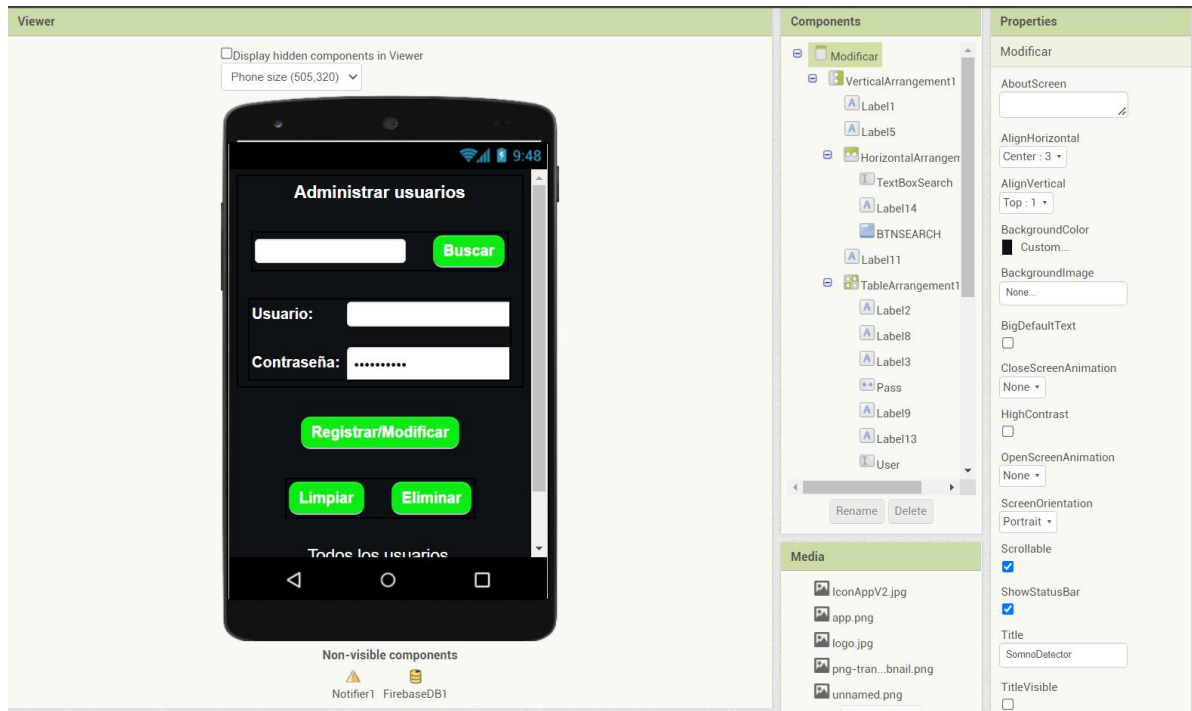 Viewer
Display hidden components in Viewer
Phone size (505,320)
9:48
Administrar usuarios
Buscar
Usuario:
Contraseña:
••••••••••
Registrar/Modificar
Limpiar
Eliminar
Todos los usuarios
Non-visible components
Notifier1
FirebaseDB1
Components
Modificar
VerticalArrangement1
Label1
Label5
HorizontalArrangem
TextBoxSearch
Label14
BTNSEARCH
Label11
TableArrangement1
Label2
Label8
Label3
Pass
Label9
Label13
User
Rename
Delete
Media
IconAppV2.jpg
app.png
logo.jpg
png-tran...bnail.png
unnamed.png
Properties
Modificar
AboutScreen
AlignHorizontal
Center : 3
AlignVertical
Top : 1
BackgroundColor
Custom...
BackgroundImage
None...
BigDefaultText
CloseScreenAnimation
None
HighContrast
OpenScreenAnimation
None
ScreenOrientation
Portrait
Scrollable
ShowStatusBar
Title
SomnoDetector
TitleVisible